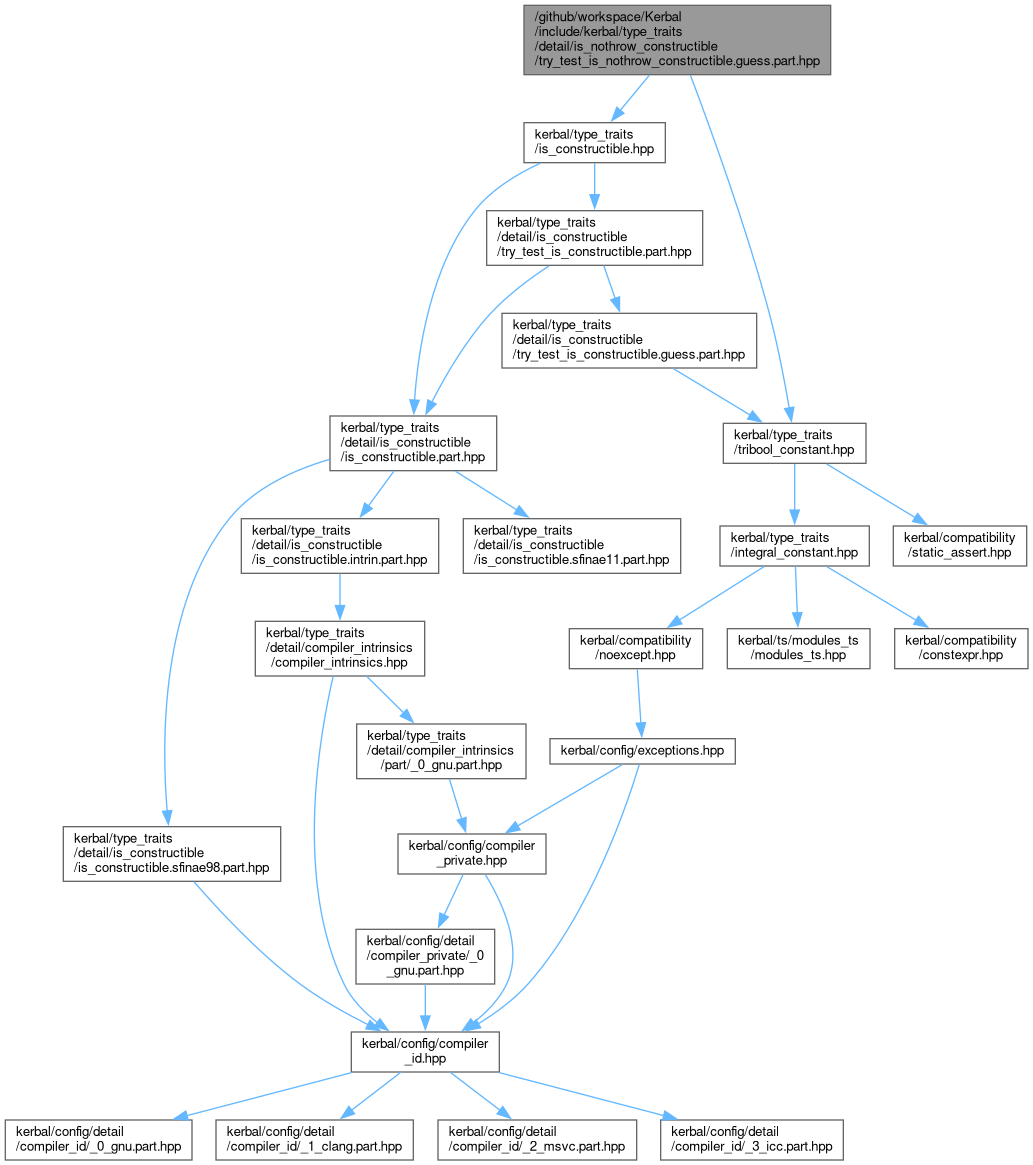 /github/workspace/Kerbal
/include/kerbal/type_traits
/detail/is_nothrow_constructible
/try_test_is_nothrow_constructible.guess.part.hpp
kerbal/type_traits
/is_constructible.hpp
kerbal/type_traits
/detail/is_constructible
/try_test_is_constructible.part.hpp
kerbal/type_traits
/detail/is_constructible
/try_test_is_constructible.guess.part.hpp
kerbal/type_traits
/detail/is_constructible
/is_constructible.part.hpp
kerbal/type_traits
/tribool_constant.hpp
kerbal/type_traits
/detail/is_constructible
/is_constructible.intrin.part.hpp
kerbal/type_traits
/detail/is_constructible
/is_constructible.sfinae11.part.hpp
kerbal/type_traits
/integral_constant.hpp
kerbal/compatibility
/static_assert.hpp
kerbal/type_traits
/detail/compiler_intrinsics
/compiler_intrinsics.hpp
kerbal/compatibility
/noexcept.hpp
kerbal/ts/modules_ts
/modules_ts.hpp
kerbal/compatibility
/constexpr.hpp
kerbal/type_traits
/detail/compiler_intrinsics
/part/_0_gnu.part.hpp
kerbal/config/exceptions.hpp
kerbal/type_traits
/detail/is_constructible
/is_constructible.sfinae98.part.hpp
kerbal/config/compiler
_private.hpp
kerbal/config/detail
/compiler_private/_0
_gnu.part.hpp
kerbal/config/compiler
_id.hpp
kerbal/config/detail
/compiler_id/_0_gnu.part.hpp
kerbal/config/detail
/compiler_id/_1_clang.part.hpp
kerbal/config/detail
/compiler_id/_2_msvc.part.hpp
kerbal/config/detail
/compiler_id/_3_icc.part.hpp